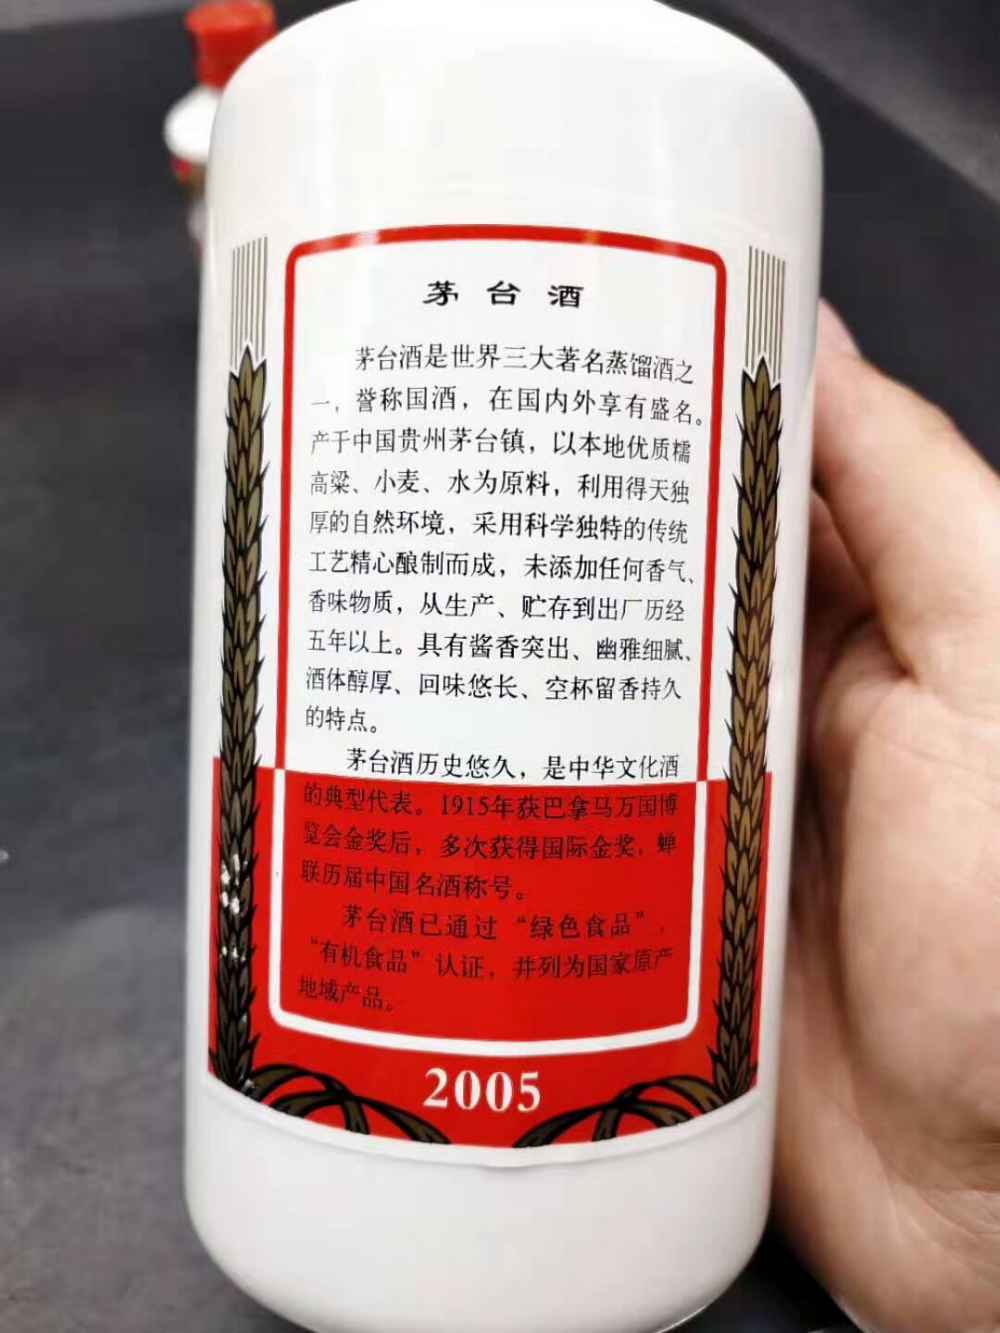 茅台酒
茅台酒是世界三大著名蒸馏酒之
一，誉称国酒，在国内外享有盛名。
产于中国贵州茅台镇，以本地优质糯
高粱、小麦、水为原料，利用得天独
厚的自然环境，采用科学独特的传统
工艺精心酿制而成，未添加任何香气、
香味物质，从生产、贮存到出厂历经
五年以上。具有酱香突出、幽雅细腻、
酒体醇厚、回味悠长、空杯留香持久
的特点。
茅台酒历史悠久，是中华文化酒
的典型代表。1915年获巴拿马万国博
览会金奖后，多次获得国际金奖，蝉
联历届中国名酒称号。
茅台酒已通过“绿色食品”，
“有机食品”认证，并列为国家原产
地域产品。
2005